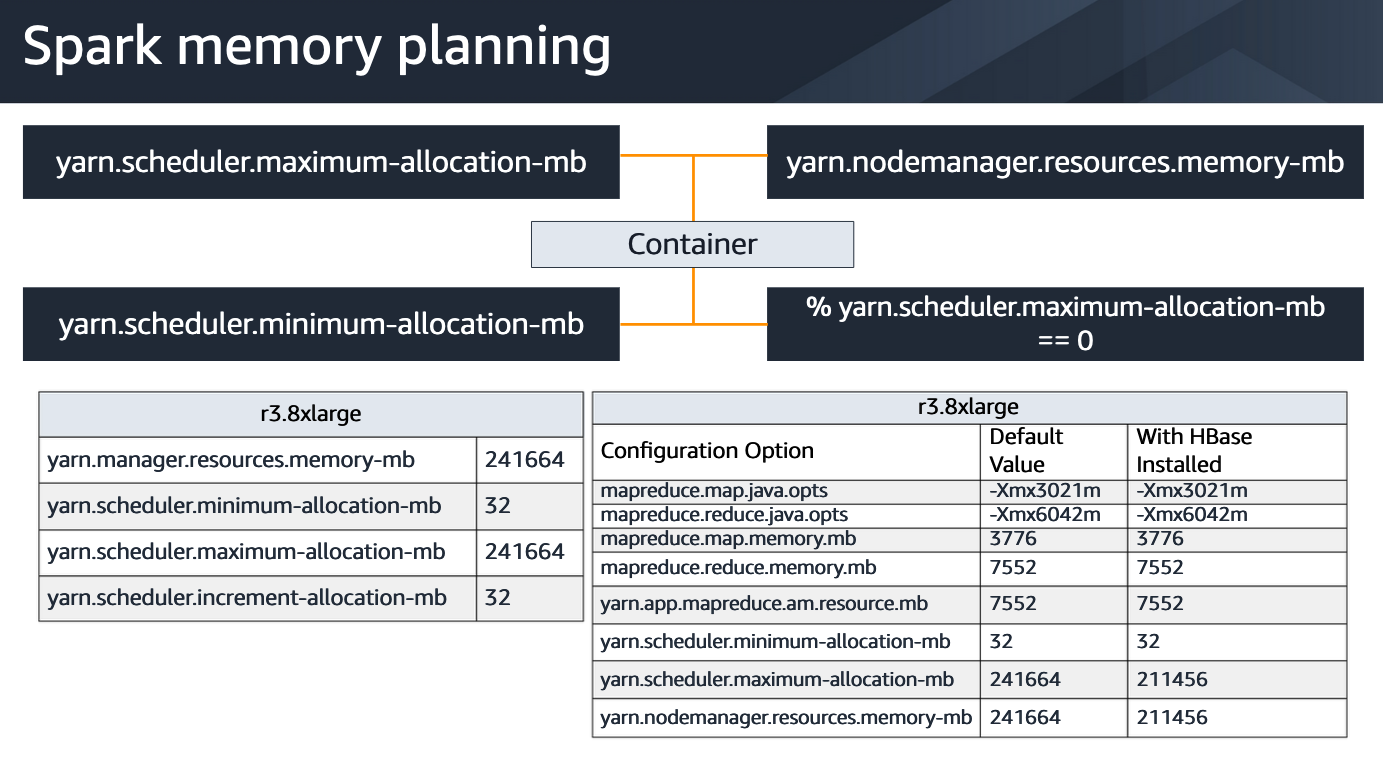 Spark memory planning
yarn.scheduler.maximum-allocation-mb
yarn.nodemanager.resources.memory-mb
Container
yarn.scheduler.minimum-allocation-mb
% yarn.scheduler.maximum-allocation-mb
== 0
r3.8xlarge
yarn.manager.resources.memory-mb 241664
yarn.scheduler.minimum-allocation-mb 32
yarn.scheduler.maximum-allocation-mb 241664
yarn.scheduler.increment-allocation-mb 32
r3.8xlarge
Configuration Option
Default
Value
With HBase
Installed
mapreduce.map.java.opts -Xmx3021m -Xmx3021m
mapreduce.reduce.java.opts -Xmx6042m -Xmx6042m
mapreduce.map.memory.mb 3776 3776
mapreduce.reduce.memory.mb 7552 7552
yarn.app.mapreduce.am.resource.mb 7552 7552
yarn.scheduler.minimum-allocation-mb 32 32
yarn.scheduler.maximum-allocation-mb 241664 211456
yarn.nodemanager.resources.memory-mb 241664 211456